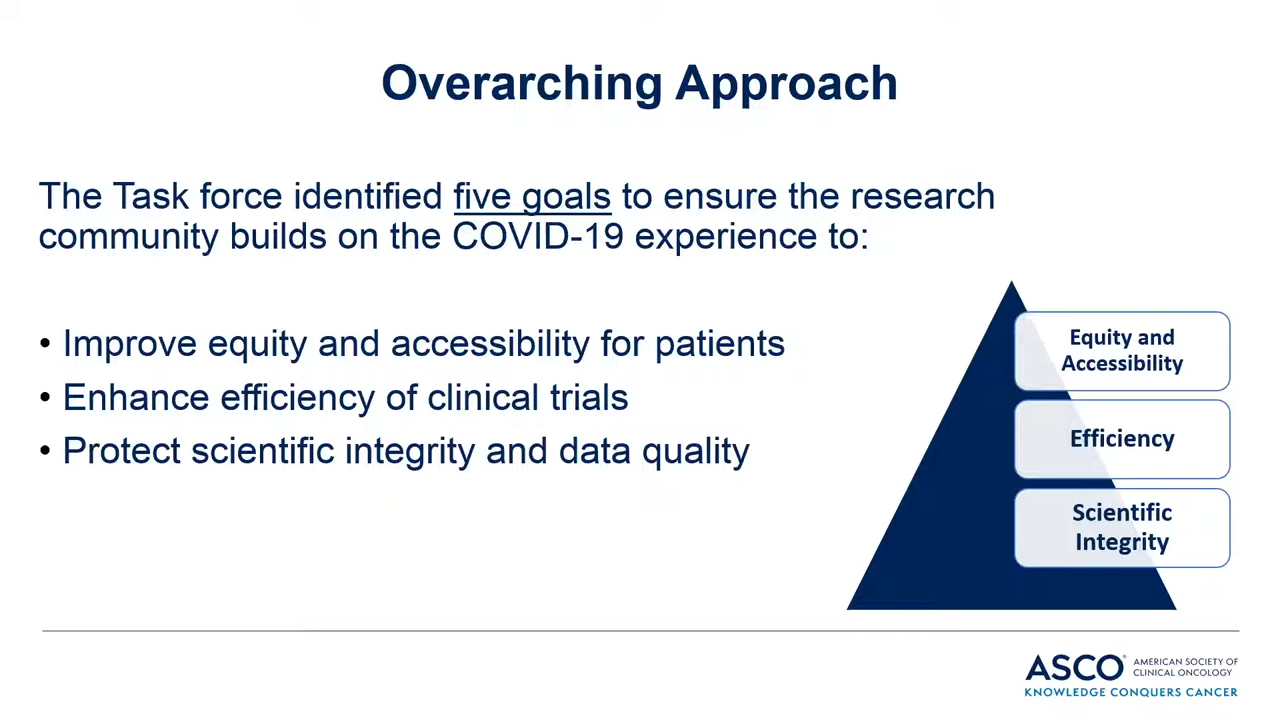 Overarching Approach
The Task force identified five goals to ensure the research
community builds on the COVID-19 experience to:
• Improve equity and accessibility for patients
• Enhance efficiency of clinical trials
• Protect scientific integrity and data quality
Equity and
Accessibility
Efficiency
Scientific
Integrity
ASCO® AMERICAN SOCIETY OF
CLINICAL ONCOLOGY
KNOWLEDGE CONQUERS CANCER